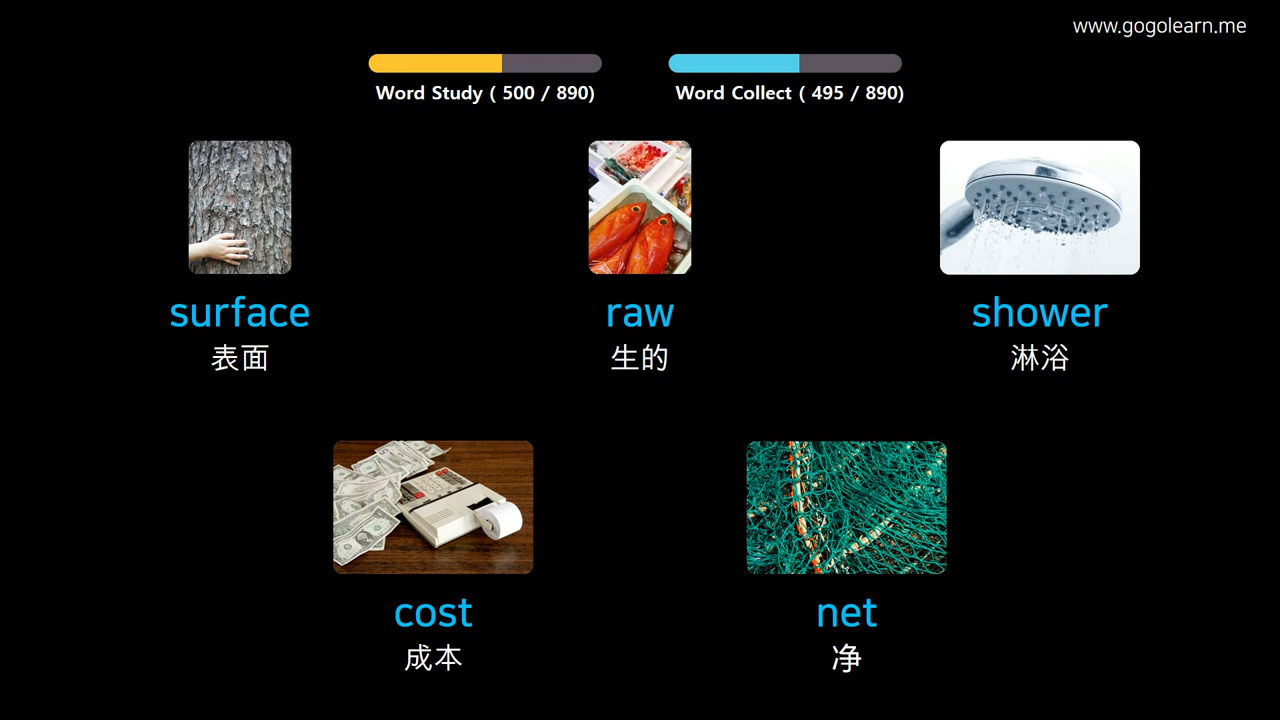 www.gogolearn.me
Word Study ( 500 / 890)
Word Collect ( 495 / 890)
surface
表面
raw
生的
shower
淋浴
cost
成本
net
净